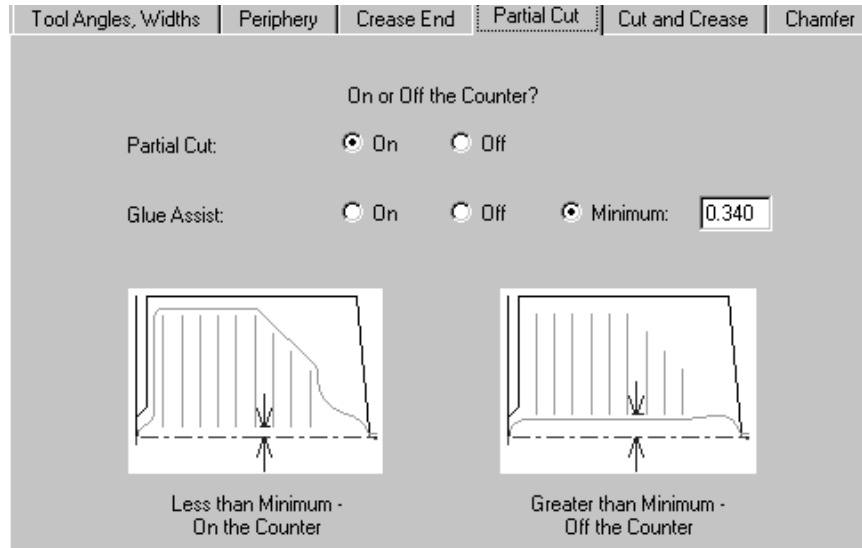 Tool Angles, Widths Periphery Crease End Partial Cut Cut and Crease Chamfer
On or Off the Counter?
Partial Cut: On Off
Glue Assist: On Off Minimum: 0.340
Less than Minimum - Greater than Minimum -
On the Counter Off the Counter